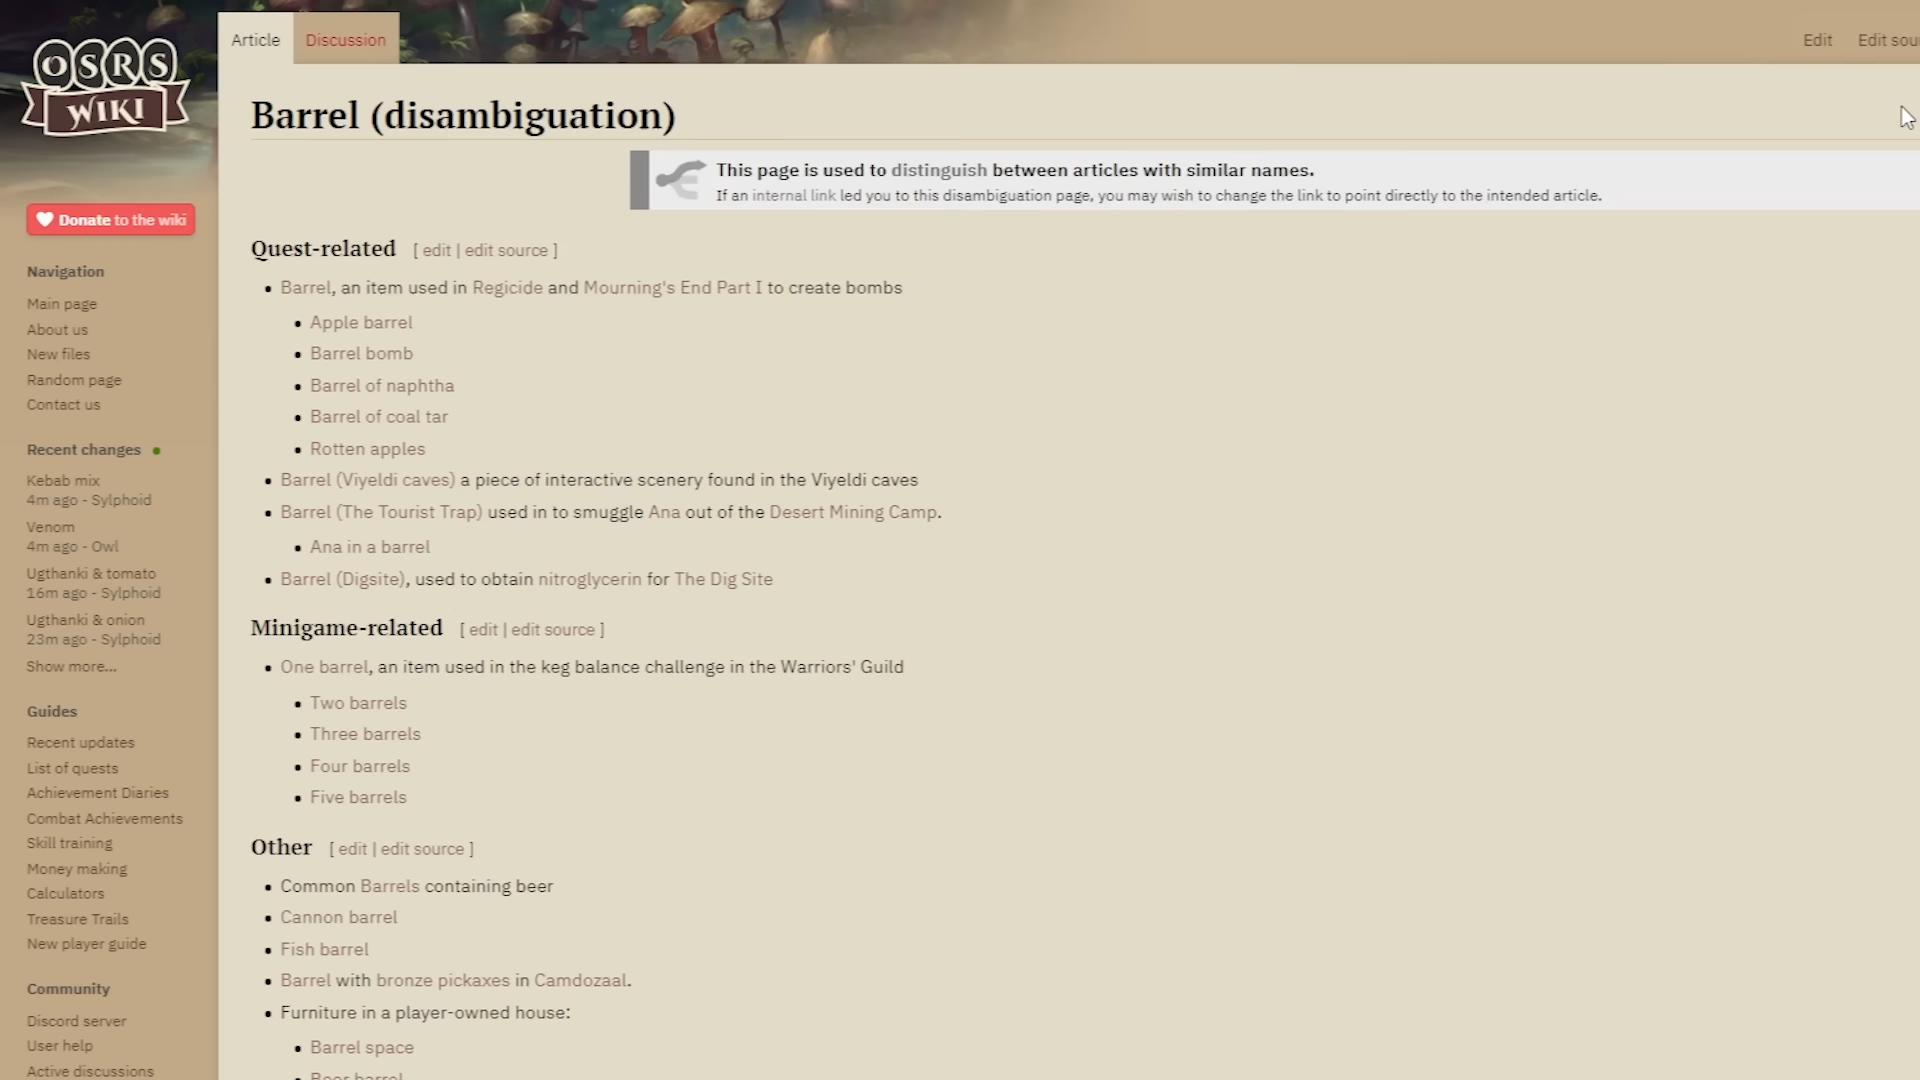 OSRS
WIKI
Article
Discussion
Edit
Edit sou
Barrel (disambiguation)
This page is used to distinguish between articles with similar names.
If an internal link led you to this disambiguation page, you may wish to change the link to point directly to the intended article.
Donate to the wiki
Navigation
Main page
About us
New files
Random page
Contact us
Recent changes
Kebab mix
4m ago - Sylphoid
Venom
4m ago - Owl
Ugthanki & tomato
16m ago - Sylphoid
Ugthanki & onion
23m ago - Sylphoid
Show more...
Guides
Recent updates
List of quests
Achievement Diaries
Combat Achievements
Skill training
Money making
Calculators
Treasure Trails
New player guide
Community
Discord server
User help
Active discussions
Quest-related [ edit | edit source ]
Barrel, an item used in Regicide and Mourning's End Part I to create bombs
Apple barrel
Barrel bomb
Barrel of naphtha
Barrel of coal tar
Rotten apples
Barrel (Viyeldi caves) a piece of interactive scenery found in the Viyeldi caves
Barrel (The Tourist Trap) used in to smuggle Ana out of the Desert Mining Camp.
Ana in a barrel
Barrel (Digsite), used to obtain nitroglycerin for The Dig Site
Minigame-related [ edit | edit source ]
One barrel, an item used in the keg balance challenge in the Warriors' Guild
Two barrels
Three barrels
Four barrels
Five barrels
Other [ edit | edit source ]
Common Barrels containing beer
Cannon barrel
Fish barrel
Barrel with bronze pickaxes in Camdozaal.
Furniture in a player-owned house:
Barrel space
Beer barrel